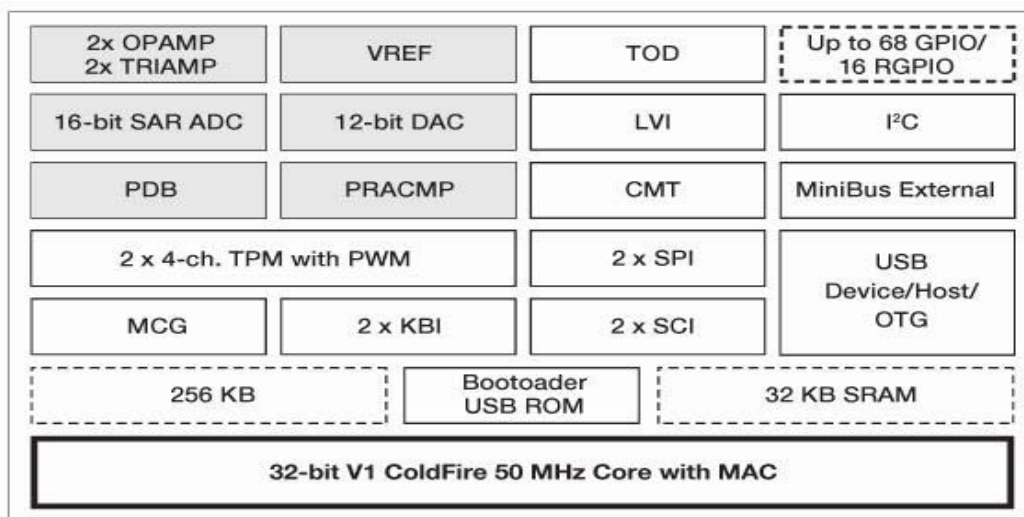 2x OPAMP
2x TRIAMP
VREF
TOD
Up to 68 GPIO/
16 RGPIO
16-bit SAR ADC
12-bit DAC
LVI
I²C
PDB
PRACMP
CMT
MiniBus External
2 x 4-ch. TPM with PWM
2 x SPI
USB
Device/Host/
OTG
MCG
2 x KBI
2 x SCI
256 KB
Bootoader
USB ROM
32 KB SRAM
32-bit V1 ColdFire 50 MHz Core with MAC